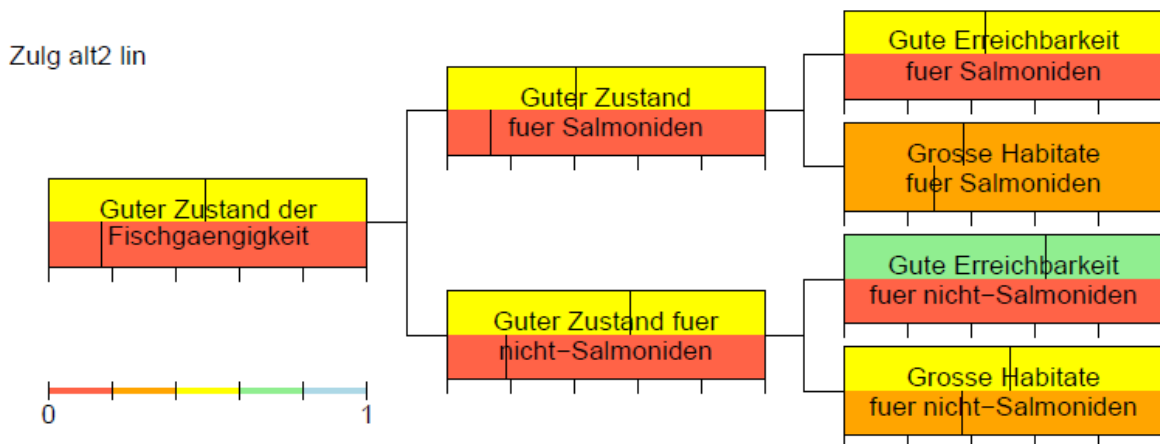 Zulg alt2 lin
Guter Zustand der
Fischgaengigkeit
Guter Zustand
fuer Salmoniden
Guter Zustand fuer
nicht−Salmoniden
Gute Erreichbarkeit
fuer Salmoniden
Grosse Habitate
fuer Salmoniden
Gute Erreichbarkeit
fuer nicht−Salmoniden
Grosse Habitate
fuer nicht−Salmoniden
0 1